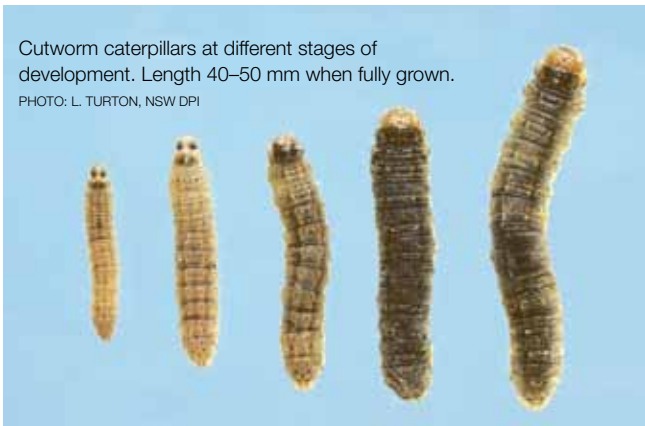 Cutworm caterpillars at different stages of
development. Length 40–50 mm when fully grown.
PHOTO: L. TURTON, NSW DPI